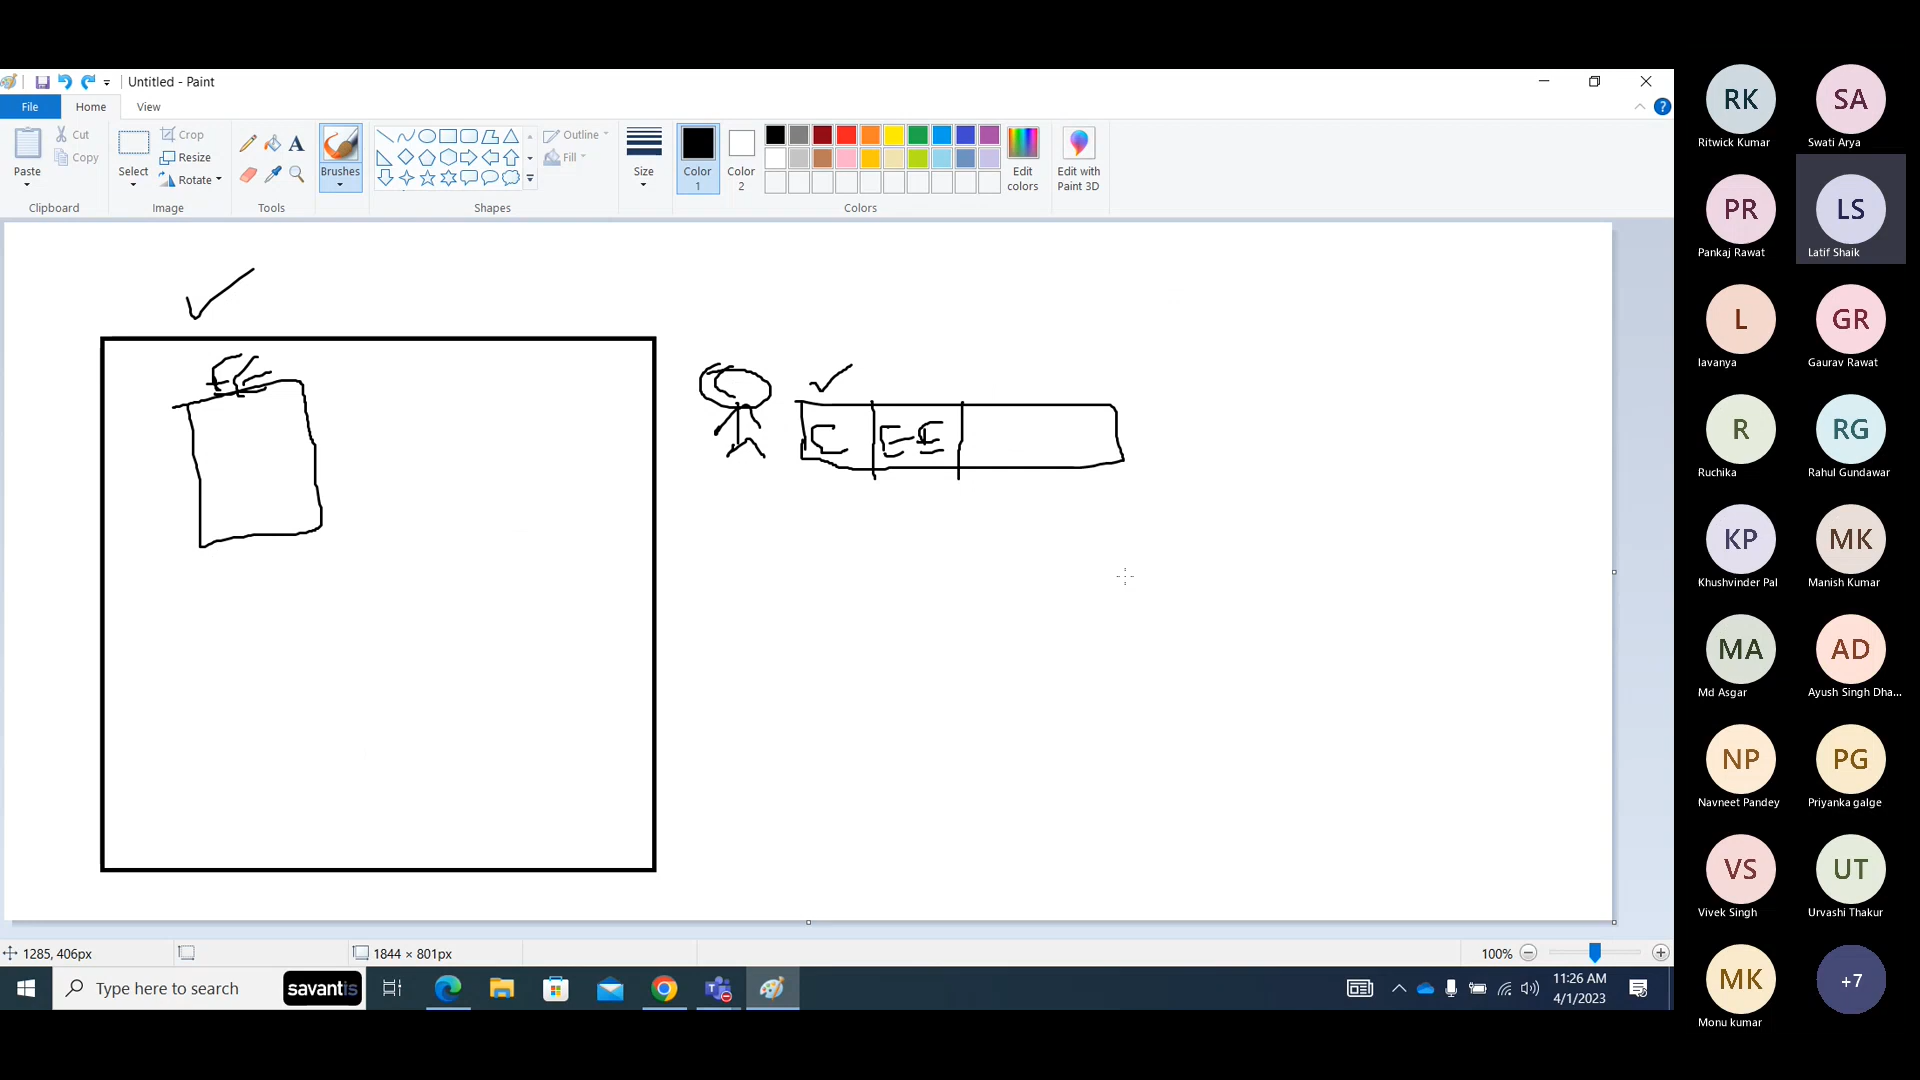 Untitled - Paint
File Home View
Paste Cut Copy Select Crop Resize Rotate Brushes Outline Fill Size Color 1 Color 2 Edit colors Edit with Paint 3D
Clipboard Image Tools Shapes Colors
C E-E
1285, 406px 1844 × 801px 100%
Type here to search savantis 11:26 AM 4/1/2023
RK SA
Ritwick Kumar Swati Arya
PR LS
Pankaj Rawat Latif Shaik
L GR
lavanya Gaurav Rawat
R RG
Ruchika Rahul Gundawar
KP MK
Khushvinder Pal Manish Kumar
MA AD
Md Asgar Ayush Singh Dha...
NP PG
Navneet Pandey Priyanka galge
VS UT
Vivek Singh Urvashi Thakur
MK +7
Monu kumar